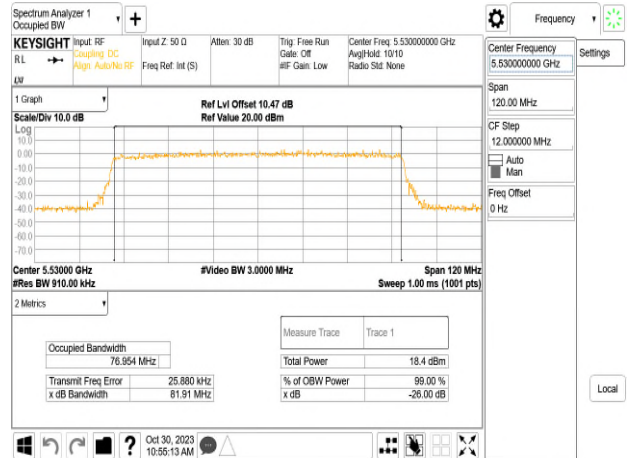 Spectrum Analyzer 1
Occupied BW
+
Frequency
KEYSIGHT
RL
LXI
Input: RF
Coupling: DC
Align: Auto/No RF
Input Z: 50 Ω
Freq Ref: Int (S)
Atten: 30 dB
Trig: Free Run
Gate: Off
#IF Gain: Low
Center Freq: 5.530000000 GHz
Avg|Hold: 10/10
Radio Std: None
Center Frequency
5.530000000 GHz
Settings
Span
120.00 MHz
CF Step
12.000000 MHz
Auto
Man
Freq Offset
0 Hz
Local
1 Graph
Scale/Div 10.0 dB
Ref Lvl Offset 10.47 dB
Ref Value 20.00 dBm
Log
10.0
0.00
-10.0
-20.0
-30.0
-40.0
-50.0
-60.0
-70.0
Center 5.53000 GHz
#Res BW 910.00 kHz
#Video BW 3.0000 MHz
Span 120 MHz
Sweep 1.00 ms (1001 pts)
2 Metrics
Measure Trace Trace 1
Occupied Bandwidth
76.954 MHz
Total Power 18.4 dBm
Transmit Freq Error 25.880 kHz
% of OBW Power 99.00 %
x dB Bandwidth 81.91 MHz
x dB -26.00 dB
?
Oct 30, 2023
10:55:13 AM